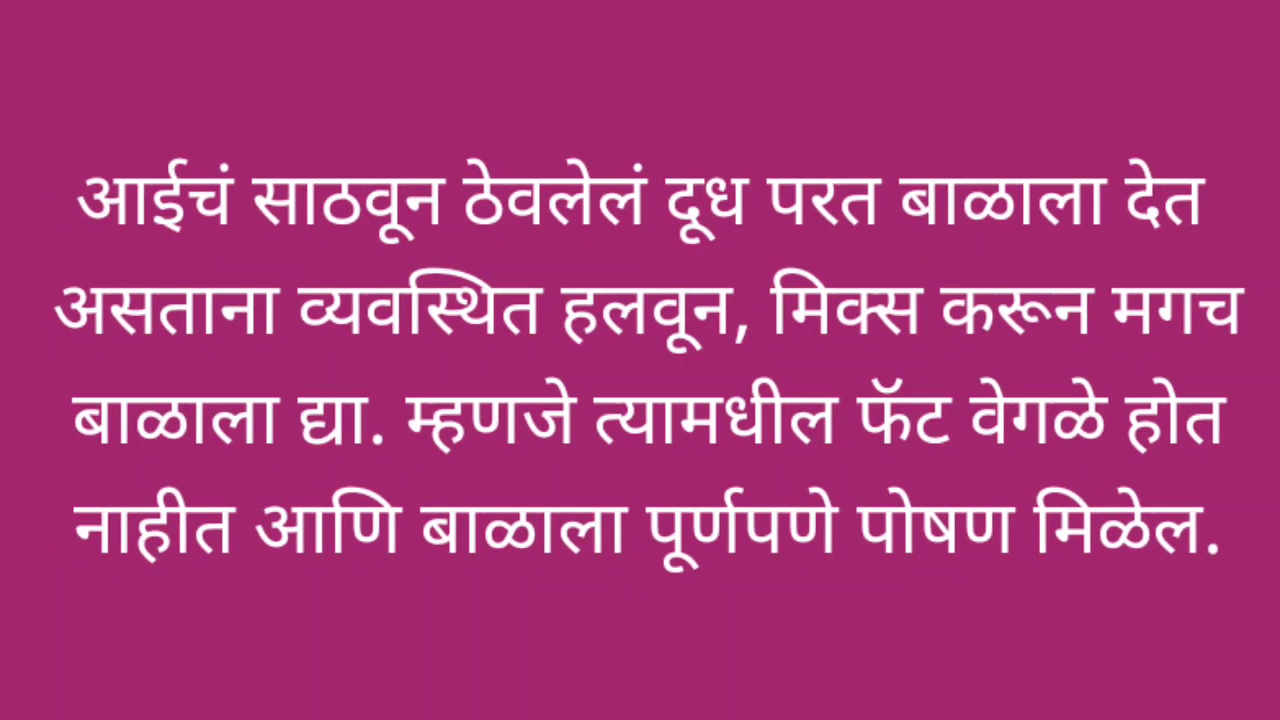 आईचं साठवून ठेवलेलं दूध परत बाळाला देत
असताना व्यवस्थित हलवून, मिक्स करून मगच
बाळाला द्या. म्हणजे त्यामधील फॅट वेगळे होत
नाहीत आणि बाळाला पूर्णपणे पोषण मिळेल.